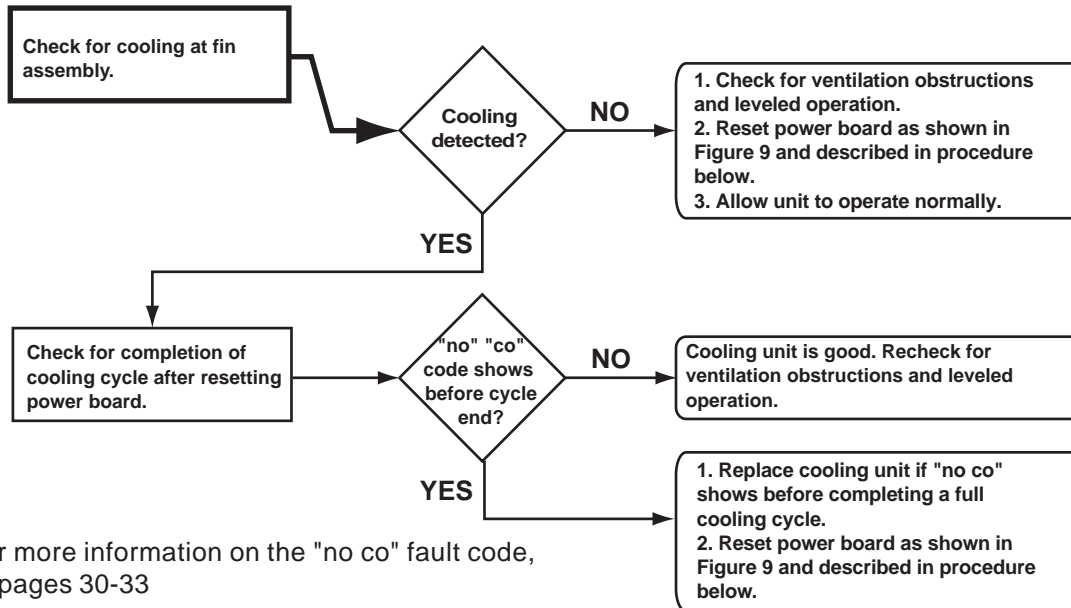 Check for cooling at fin
assembly.
Cooling
detected?
NO
1. Check for ventilation obstructions
and leveled operation.
2. Reset power board as shown in
Figure 9 and described in procedure
below.
3. Allow unit to operate normally.
YES
Check for completion of
cooling cycle after resetting
power board.
"no" "co"
code shows
before cycle
end?
NO
Cooling unit is good. Recheck for
ventilation obstructions and leveled
operation.
YES
1. Replace cooling unit if "no co"
shows before completing a full
cooling cycle.
2. Reset power board as shown in
Figure 9 and described in procedure
below.
r more information on the "no co" fault code,
pages 30-33